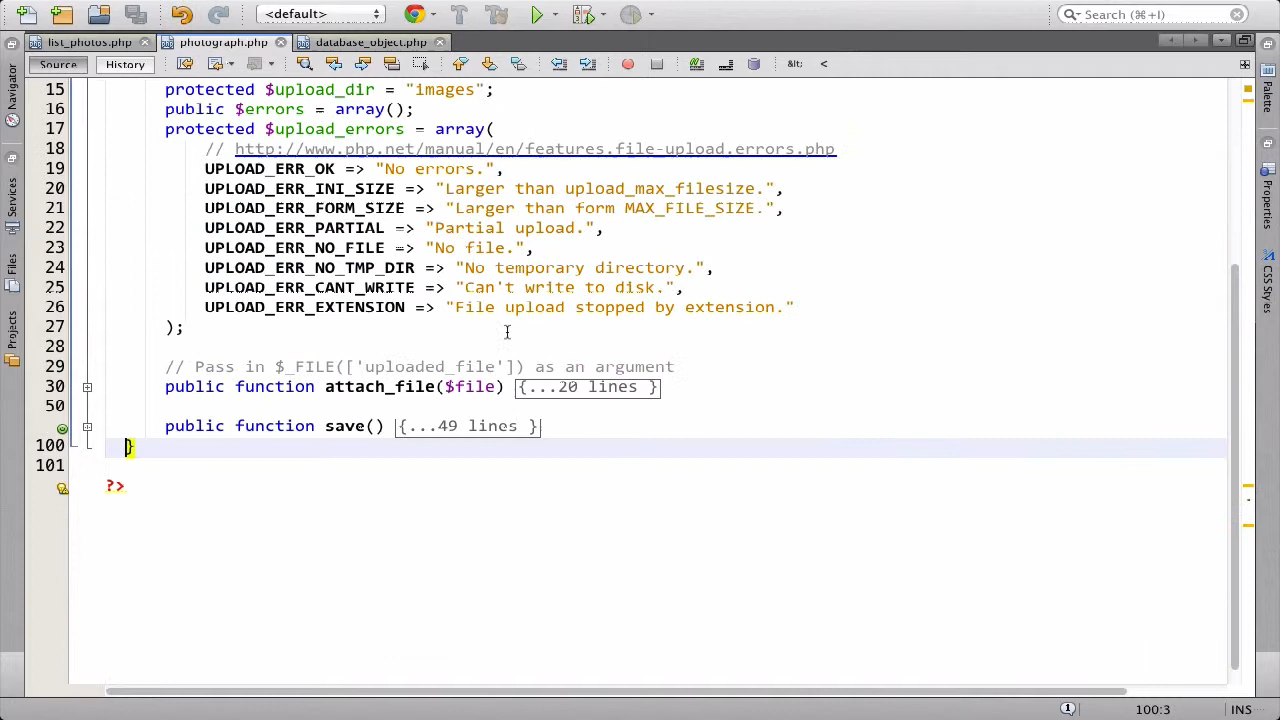 <default>
Search (⌘+I)
list_photos.php
photograph.php
database_object.php
Source
History
&lt;
<
15 protected $upload_dir = "images";
16 public $errors = array();
17 protected $upload_errors = array(
18 // http://www.php.net/manual/en/features.file-upload.errors.php
19 UPLOAD_ERR_OK => "No errors.",
20 UPLOAD_ERR_INI_SIZE => "Larger than upload_max_filesize.",
21 UPLOAD_ERR_FORM_SIZE => "Larger than form MAX_FILE_SIZE.",
22 UPLOAD_ERR_PARTIAL => "Partial upload.",
23 UPLOAD_ERR_NO_FILE => "No file.",
24 UPLOAD_ERR_NO_TMP_DIR => "No temporary directory.",
25 UPLOAD_ERR_CANT_WRITE => "Can't write to disk.",
26 UPLOAD_ERR_EXTENSION => "File upload stopped by extension."
27 );
28
29 // Pass in $_FILE(['uploaded_file']) as an argument
30 public function attach_file($file) {...20 lines }
50
public function save() {...49 lines }
100 }
101
?>
Navigator
Services
Files
Projects
Palette
Properties
CSS Styles
1
100:3
INS